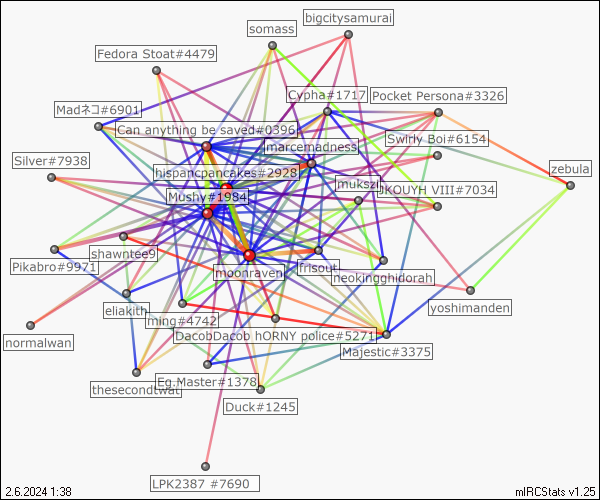 bigcitysamurai
somass
Fedora Stoat#4479
Cypha#1717
Pocket Persona#3326
Madネコ#6901
Can anything be saved#0396
Swirly Boi#6154
marcemadness
Silver#7938
zebula
hispancpancakes#2928
mukszi
JKOUYH VIII#7034
Mushy#1984
shawntee9
Pikabro#9971
moonraven
frisout
neokingghidorah
eliakith
yoshimanden
ming#4742
DacobDacob hORNY police#5271
normalwan
Majestic#3375
thesecondtwat
Eg.Master#1378
Duck#1245
LPK2387 #7690
2.6.2024 1:38
mIRCStats v1.25